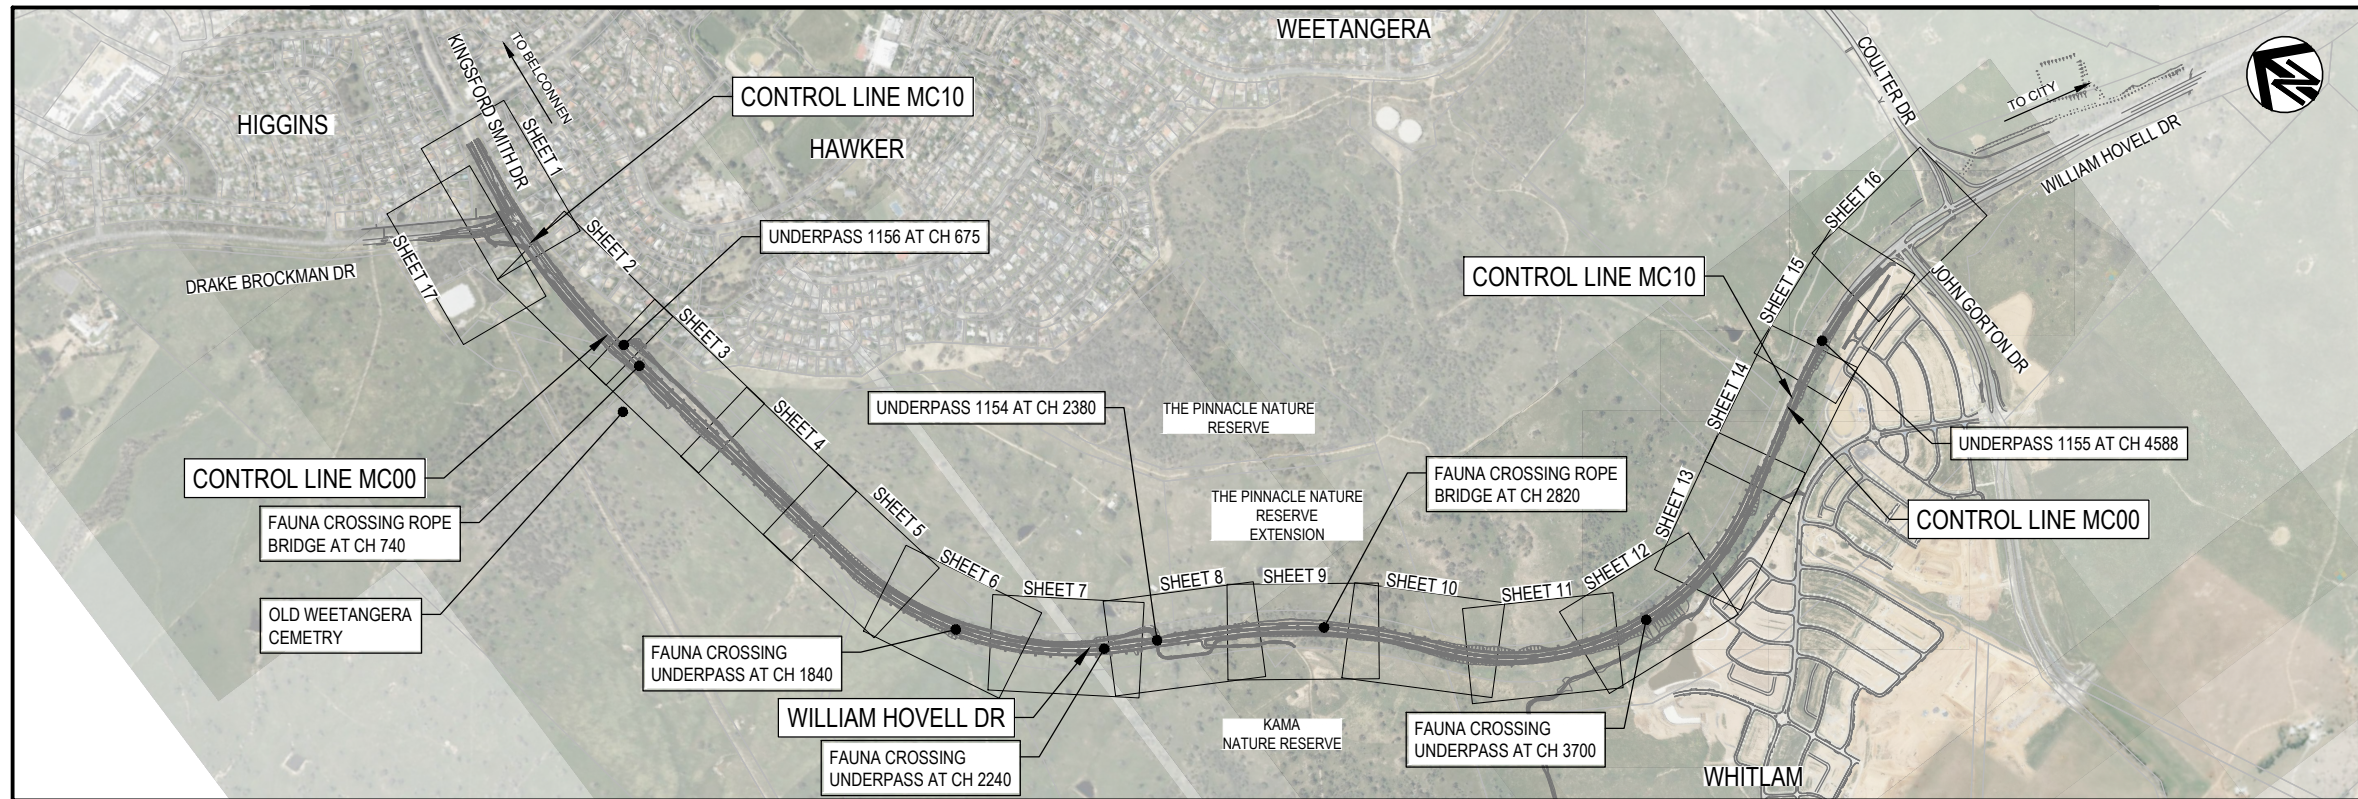 WEETANGERA
KINGSFORD SMITH DR
TO BELCONNEN
COULTER DR
TO CITY
N
CONTROL LINE MC10
HIGGINS
HAWKER
SHEET 1
WILLIAM HOVELL DR
SHEET 16
SHEET 2
UNDERPASS 1156 AT CH 675
SHEET 17
DRAKE BROCKMAN DR
CONTROL LINE MC10
SHEET 15
JOHN GORTON DR
SHEET 3
SHEET 14
UNDERPASS 1154 AT CH 2380
THE PINNACLE NATURE
RESERVE
SHEET 4
UNDERPASS 1155 AT CH 4588
CONTROL LINE MC00
FAUNA CROSSING ROPE
BRIDGE AT CH 2820
THE PINNACLE NATURE
RESERVE
EXTENSION
SHEET 5
SHEET 13
CONTROL LINE MC00
FAUNA CROSSING ROPE
BRIDGE AT CH 740
SHEET 6
SHEET 7
SHEET 8
SHEET 9
SHEET 10
SHEET 11
SHEET 12
OLD WEETANGERA
CEMETRY
FAUNA CROSSING
UNDERPASS AT CH 1840
WILLIAM HOVELL DR
FAUNA CROSSING
UNDERPASS AT CH 2240
KAMA
NATURE RESERVE
FAUNA CROSSING
UNDERPASS AT CH 3700
WHITLAM